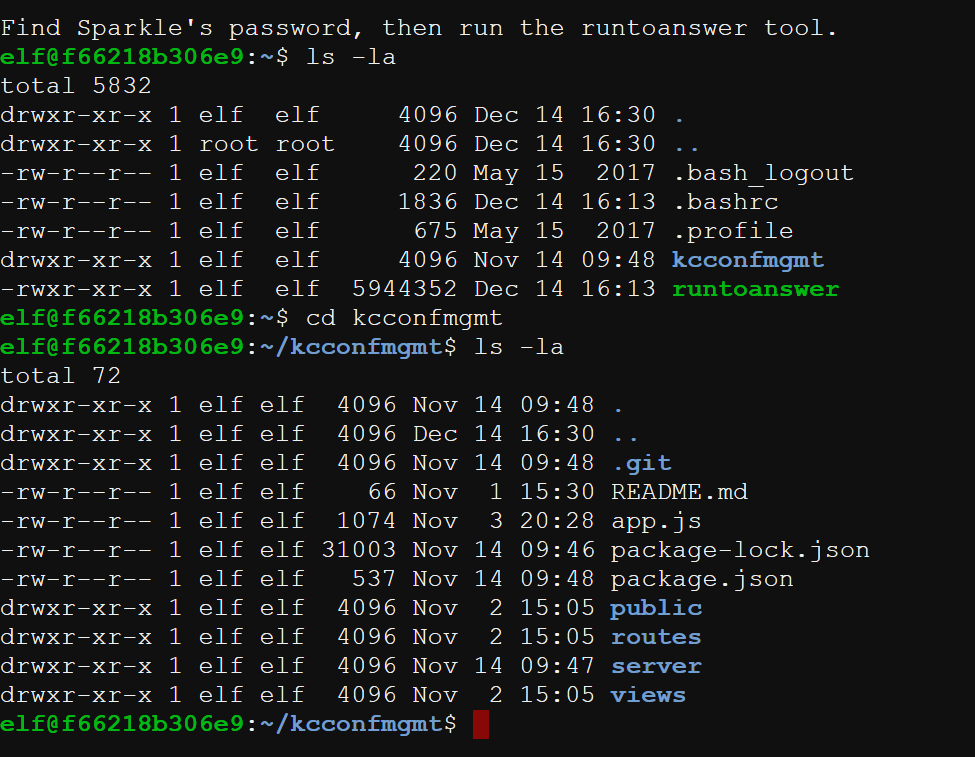 Find Sparkle's password, then run the runtoanswer tool.
elf@f66218b306e9:~$ ls -la
total 5832
drwxr-xr-x 1 elf  elf     4096 Dec 14 16:30 .
drwxr-xr-x 1 root root    4096 Dec 14 16:30 ..
-rw-r--r-- 1 elf  elf      220 May 15  2017 .bash_logout
-rw-r--r-- 1 elf  elf     1836 Dec 14 16:13 .bashrc
-rw-r--r-- 1 elf  elf      675 May 15  2017 .profile
drwxr-xr-x 1 elf  elf     4096 Nov 14 09:48 kcconfmgmt
-rwxr-xr-x 1 elf  elf  5944352 Dec 14 16:13 runtoanswer
elf@f66218b306e9:~$ cd kcconfmgmt
elf@f66218b306e9:~/kcconfmgmt$ ls -la
total 72
drwxr-xr-x 1 elf elf  4096 Nov 14 09:48 .
drwxr-xr-x 1 elf elf  4096 Dec 14 16:30 ..
drwxr-xr-x 1 elf elf  4096 Nov 14 09:48 .git
-rw-r--r-- 1 elf elf    66 Nov  1 15:30 README.md
-rw-r--r-- 1 elf elf  1074 Nov  3 20:28 app.js
-rw-r--r-- 1 elf elf 31003 Nov 14 09:46 package-lock.json
-rw-r--r-- 1 elf elf   537 Nov 14 09:48 package.json
drwxr-xr-x 1 elf elf  4096 Nov  2 15:05 public
drwxr-xr-x 1 elf elf  4096 Nov  2 15:05 routes
drwxr-xr-x 1 elf elf  4096 Nov 14 09:47 server
drwxr-xr-x 1 elf elf  4096 Nov  2 15:05 views
elf@f66218b306e9:~/kcconfmgmt$